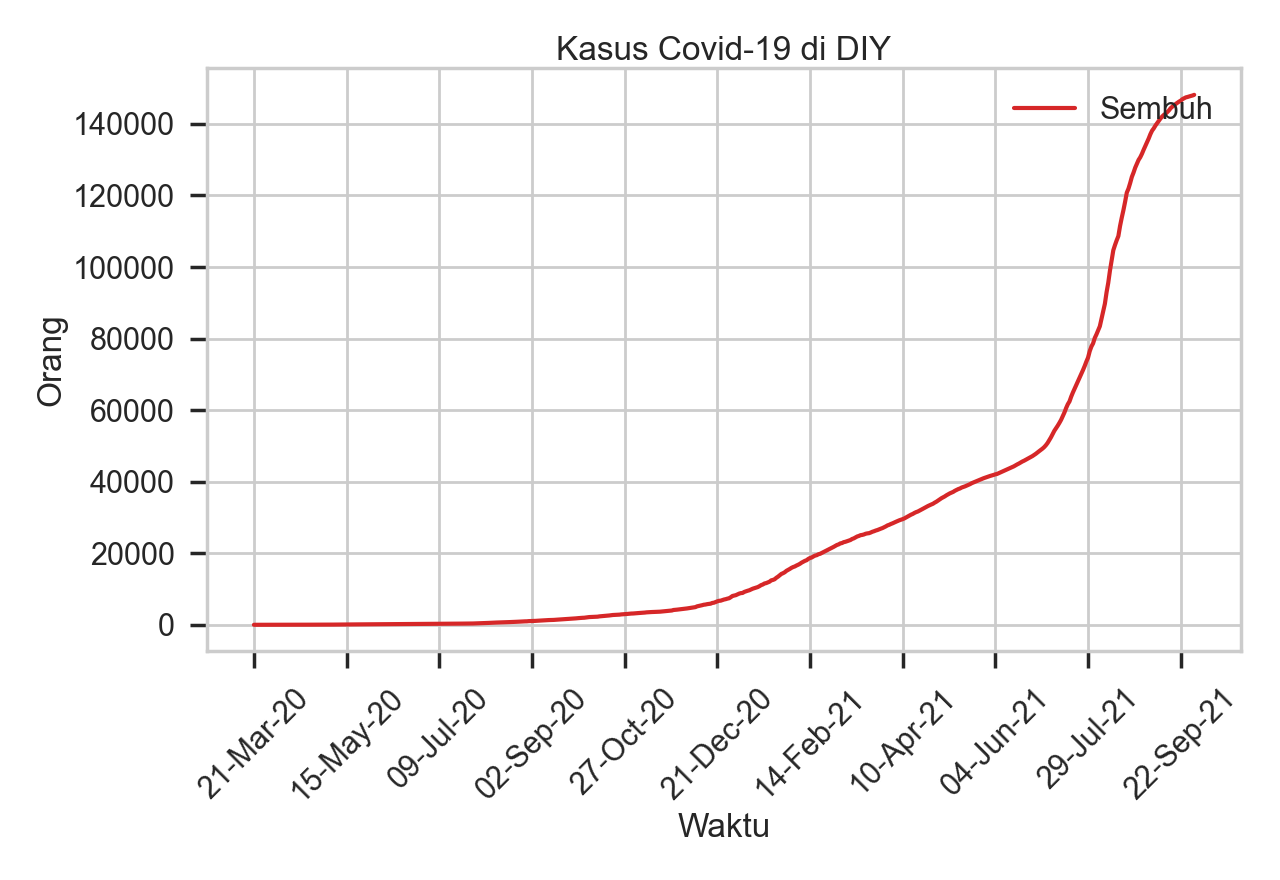 Kasus Covid-19 di DIY
Sembuh
140000
120000
100000
80000
60000
40000
20000
0
Orang
21-Mar-20
15-May-20
09-Jul-20
02-Sep-20
27-Oct-20
21-Dec-20
14-Feb-21
10-Apr-21
04-Jun-21
29-Jul-21
22-Sep-21
Waktu